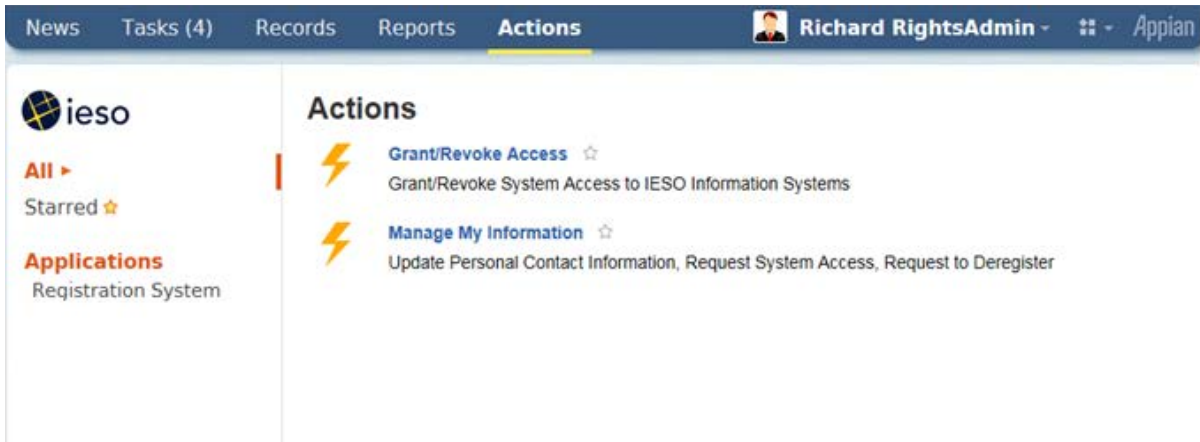 News Tasks (4) Records Reports Actions Richard RightsAdmin Appian
ieso
All
Starred
Applications
Registration System
Actions
Grant/Revoke Access
Grant/Revoke System Access to IESO Information Systems
Manage My Information
Update Personal Contact Information, Request System Access, Request to Deregister